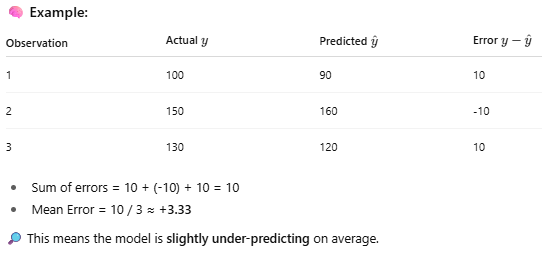 🧠 Example:
Observation Actual y Predicted ŷ Error y − ŷ
1 100 90 10
2 150 160 -10
3 130 120 10
• Sum of errors = 10 + (-10) + 10 = 10
• Mean Error = 10 / 3 ≈ +3.33
🔎 This means the model is slightly under-predicting on average.